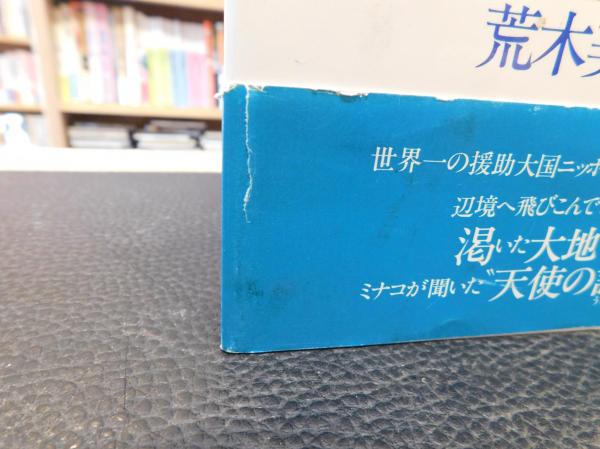 荒木
世界一の援助大国ニッポ
辺境へ飛びこんで
渇いた大地
ミナコが聞いた〝天使の